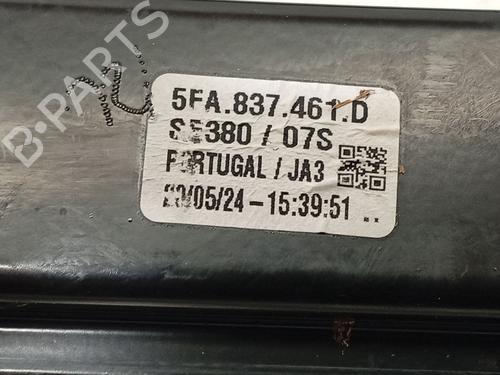 B-PARTS
5FA.837.461.D
SE380 / 07S
PORTUGAL / JA3
20/05/24-15:39:51